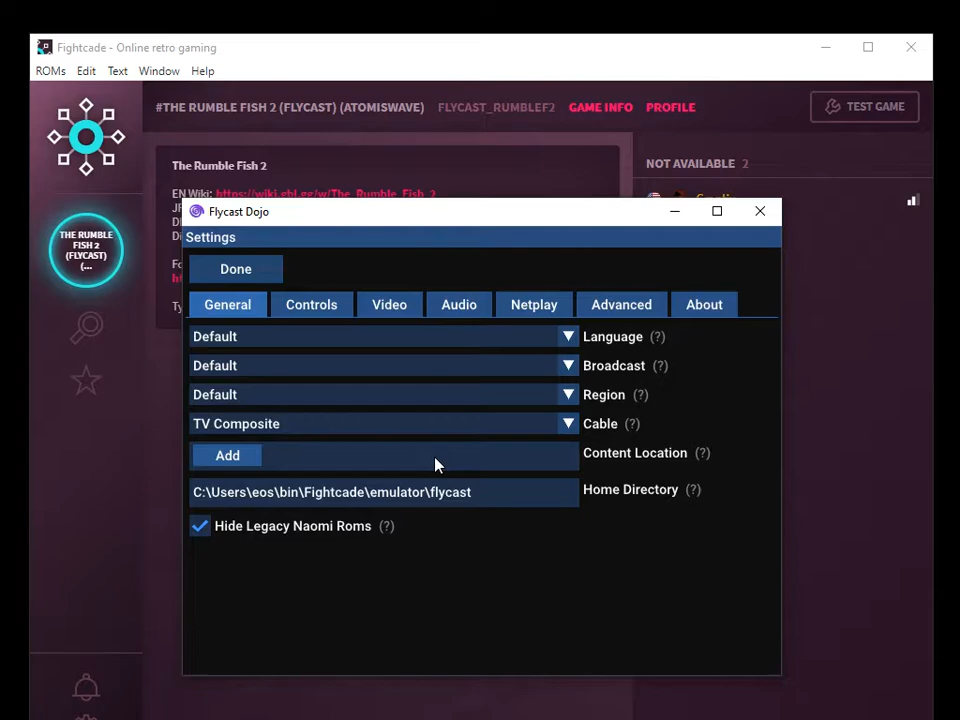 Fightcade - Online retro gaming
ROMs Edit Text Window Help
#THE RUMBLE FISH 2 (FLYCAST) (ATOMISWAVE) FLYCAST_RUMBLEF2 GAME INFO PROFILE TEST GAME
The Rumble Fish 2
NOT AVAILABLE 2
EN Wiki: https://wiki.gbl.gg/w/The_Rumble_Fish_2
THE RUMBLE
FISH 2
(FLYCAST)
(...
Flycast Dojo
Settings
Done
General Controls Video Audio Netplay Advanced About
Default Language (?)
Default Broadcast (?)
Default Region (?)
TV Composite Cable (?)
Add Content Location (?)
C:\Users\eos\bin\Fightcade\emulator\flycast Home Directory (?)
Hide Legacy Naomi Roms (?)